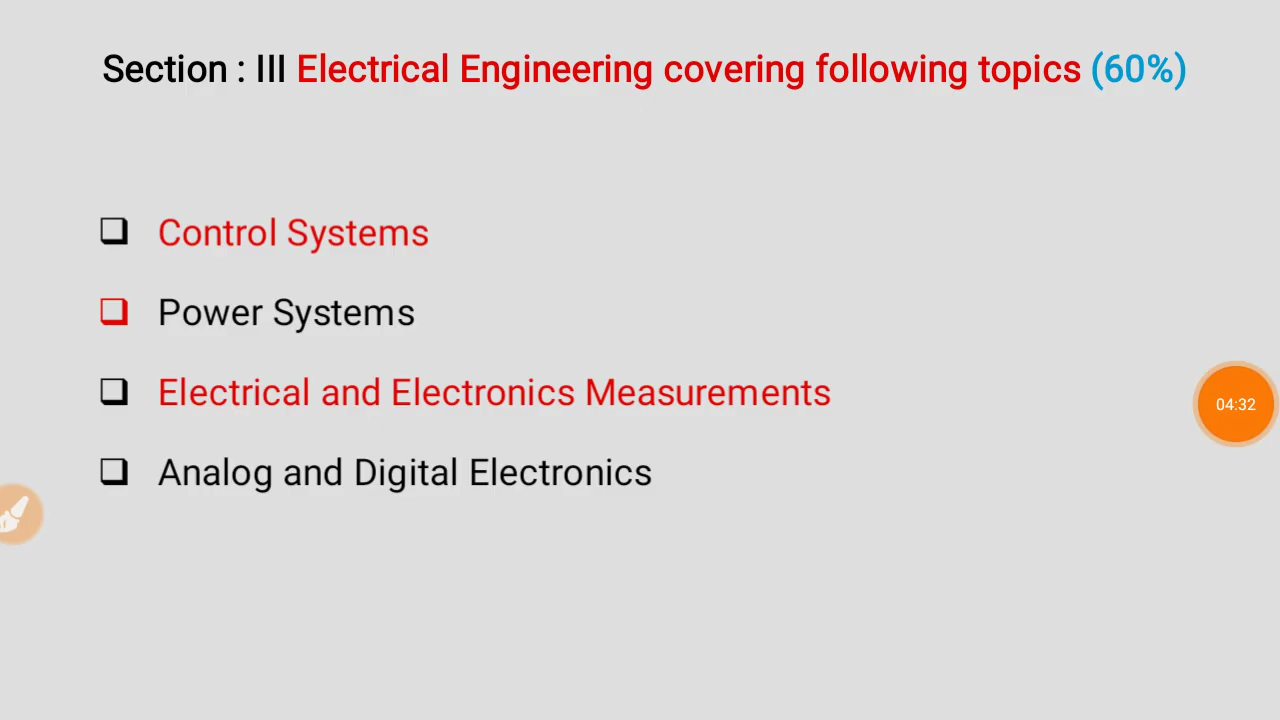 Section : III Electrical Engineering covering following topics (60%)
Control Systems
Power Systems
Electrical and Electronics Measurements
04:32
Analog and Digital Electronics